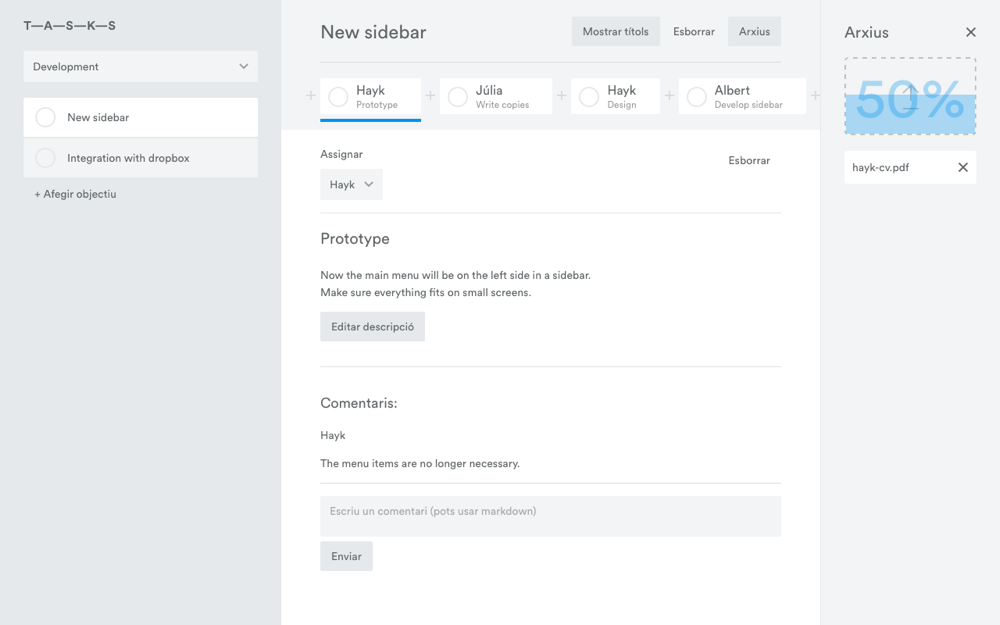 T—A—S—K—S
Development
New sidebar
Integration with dropbox
+ Afegir objectiu
New sidebar
Mostrar títols
Esborrar
Arxius
+
Hayk
Prototype
+
Júlia
Write copies
+
Hayk
Design
+
Albert
Develop sidebar
+
Assignar
Esborrar
Hayk
Prototype
Now the main menu will be on the left side in a sidebar.
Make sure everything fits on small screens.
Editar descripció
Comentaris:
Hayk
The menu items are no longer necessary.
Escriu un comentari (pots usar markdown)
Enviar
Arxius
50%
hayk-cv.pdf